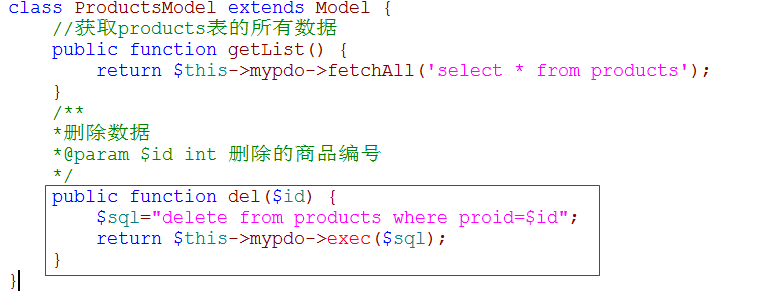 class ProductsModel extends Model {
    //获取products表的所有数据
    public function getList() {
        return $this->mypdo->fetchAll('select * from products');
    }
    /**
    *删除数据
    *@param $id int 删除的商品编号
    */
    public function del($id) {
        $sql="delete from products where proid=$id";
        return $this->mypdo->exec($sql);
    }
}